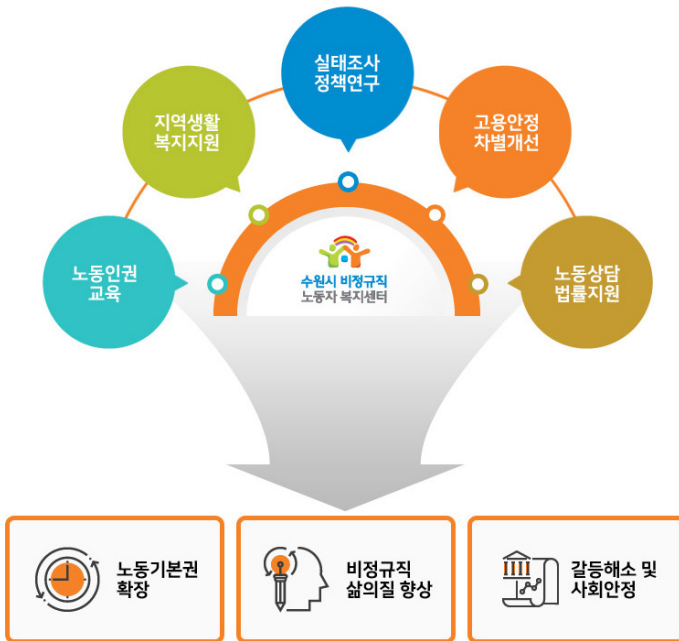 실태조사
정책연구
지역생활
복지지원
고용안정
차별개선
노동인권
교육
수원시 비정규직
노동자 복지센터
노동상담
법률지원
노동기본권
확장
비정규직
삶의질 향상
갈등해소 및
사회안정